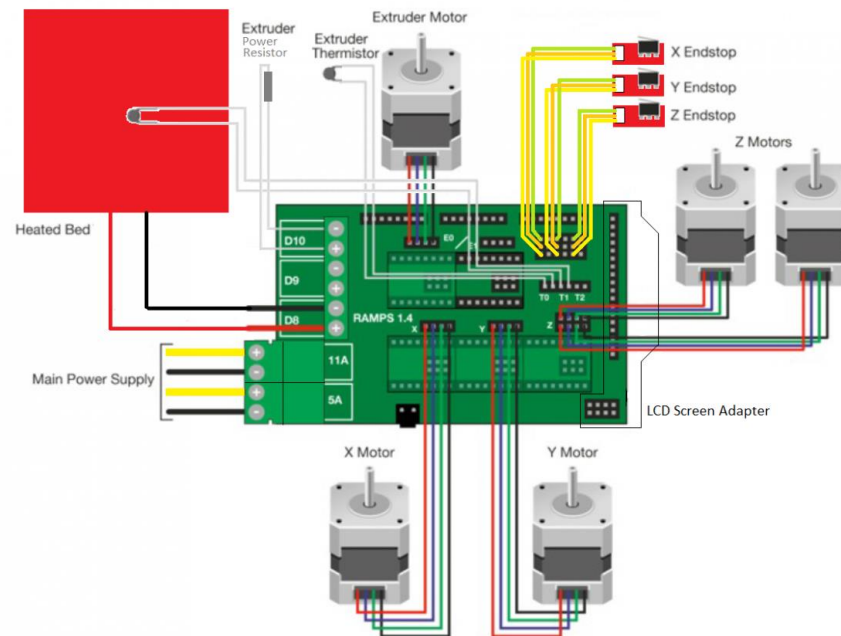 Extruder Motor
Extruder
Power
Resistor
Extruder
Thermistor
X Endstop
Y Endstop
Z Endstop
Z Motors
Heated Bed
D10
E0
E1
D9
T0 T1 T2
D8
RAMPS 1.4
X
Y
Z
11A
Main Power Supply
5A
LCD Screen Adapter
X Motor
Y Motor